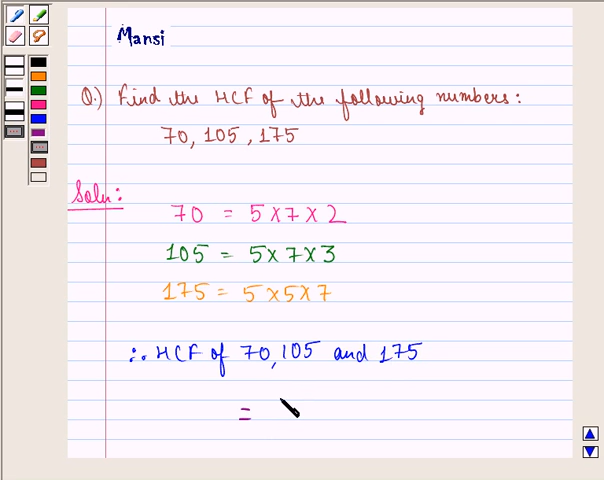 Mansi
Q.) Find the HCF of the following numbers:
70, 105, 175
Soln:
70 = 5 x 7 x 2
105 = 5 x 7 x 3
175 = 5 x 5 x 7
∴ HCF of 70, 105 and 175
=